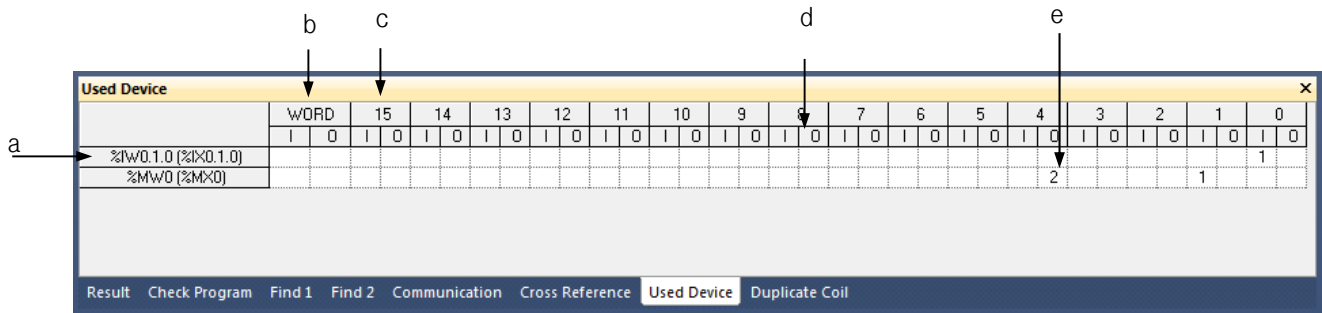 b c d e
Used Device
WORD 15 14 13 12 11 10 9 8 7 6 5 4 3 2 1 0
I O I O I O I O I O I O I O I O I O I O I O I O I O I O I O I O I O
a
%IW0.1.0 (%IX0.1.0) 1
%MW0 (%MX0) 2 1
Result Check Program Find 1 Find 2 Communication Cross Reference Used Device Duplicate Coil